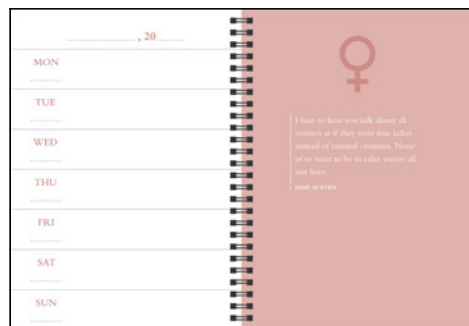 , 20
MON
TUE
WED
THU
FRI
SAT
SUN
I hate to hear you talk about all
women as if they were fine ladies
instead of rational creatures. None
of us want to be in calm waters all
our lives.
JANE AUSTEN